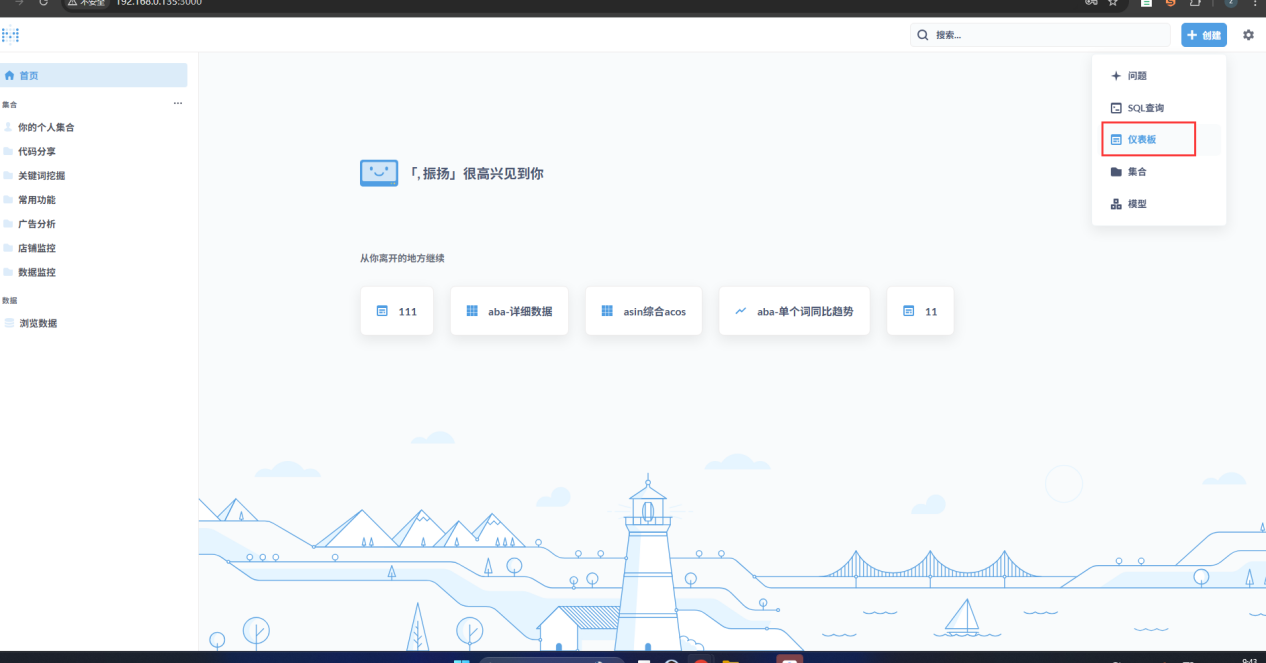 不安全 192.168.0.135:3000
搜索...
创建
首页
集合
...
你的个人集合
代码分享
关键词挖掘
常用功能
广告分析
店铺监控
数据监控
数据
浏览数据
问题
SQL查询
仪表板
集合
模型
「, 振扬」很高兴见到你
从你离开的地方继续
111
aba-详细数据
asin综合acos
aba-单个词同比趋势
11
9:43